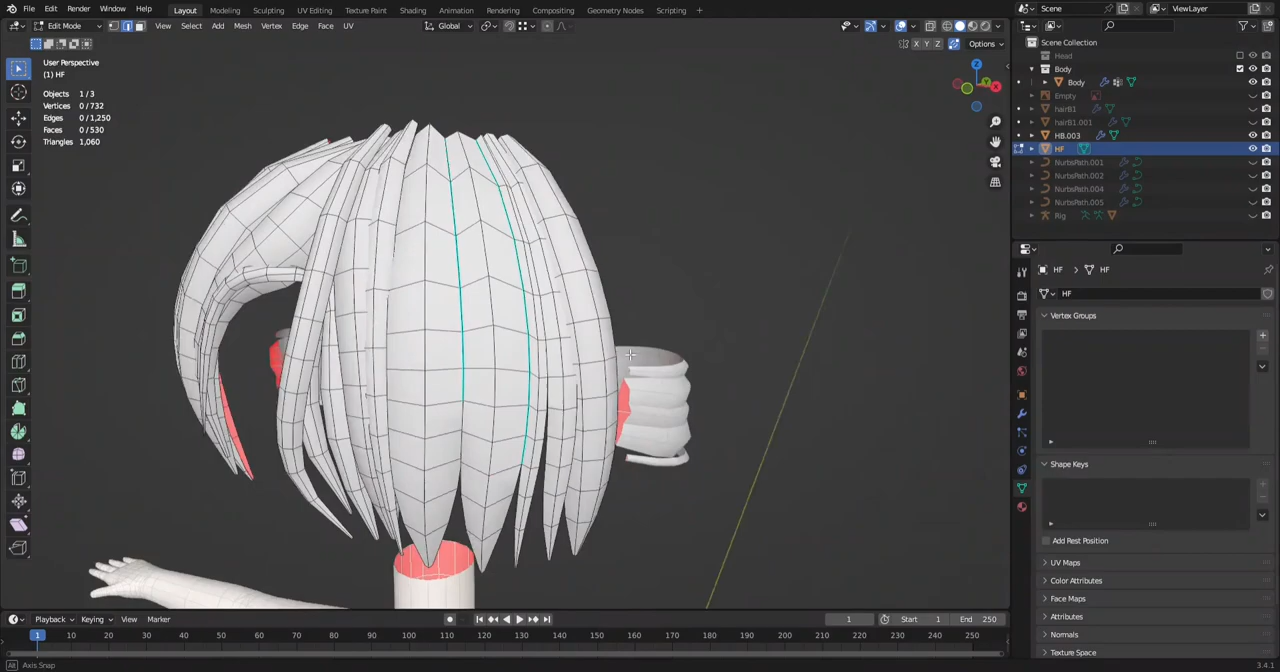 File Edit Render Window Help Layout Modeling Sculpting UV Editing Texture Paint Shading Animation Rendering Compositing Geometry Nodes Scripting + Scene ViewLayer
Edit Mode View Select Add Mesh Vertex Edge Face UV Global
X Y Z Options
User Perspective
(1) HF
Objects 1/3
Vertices 0/732
Edges 0/1,250
Faces 0/530
Triangles 1,060
Z
Y
X
Scene Collection
Head
Body
Body
Empty
hairB1
hairB1.001
HB.003
HF
NurbsPath.001
NurbsPath.002
NurbsPath.004
NurbsPath.005
Rig
HF > HF
HF
Vertex Groups
Shape Keys
Add Rest Position
UV Maps
Color Attributes
Face Maps
Attributes
Normals
Texture Space
Playback Keying View Marker 1 Start 1 End 250
1 10 20 30 40 50 60 70 80 90 100 110 120 130 140 150 160 170 180 190 200 210 220 230 240 250
Axis Snap 3.4.1